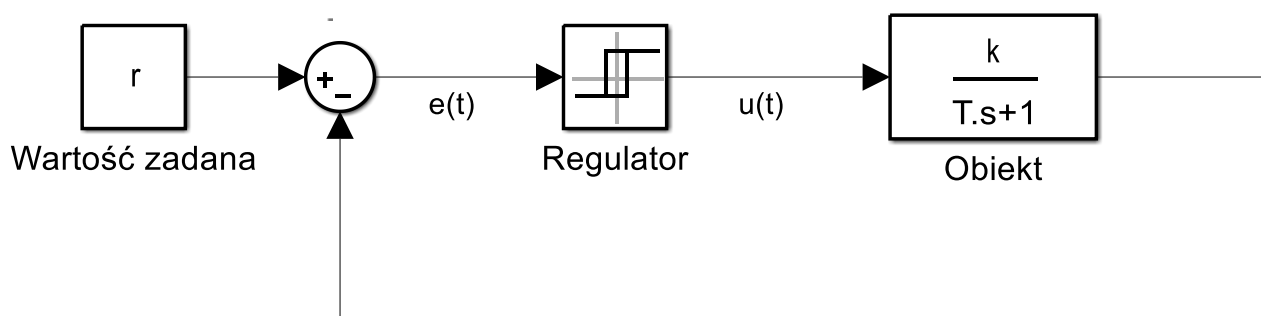 r
+
−
e(t)
u(t)
k
T.s+1
Wartość zadana
Regulator
Obiekt